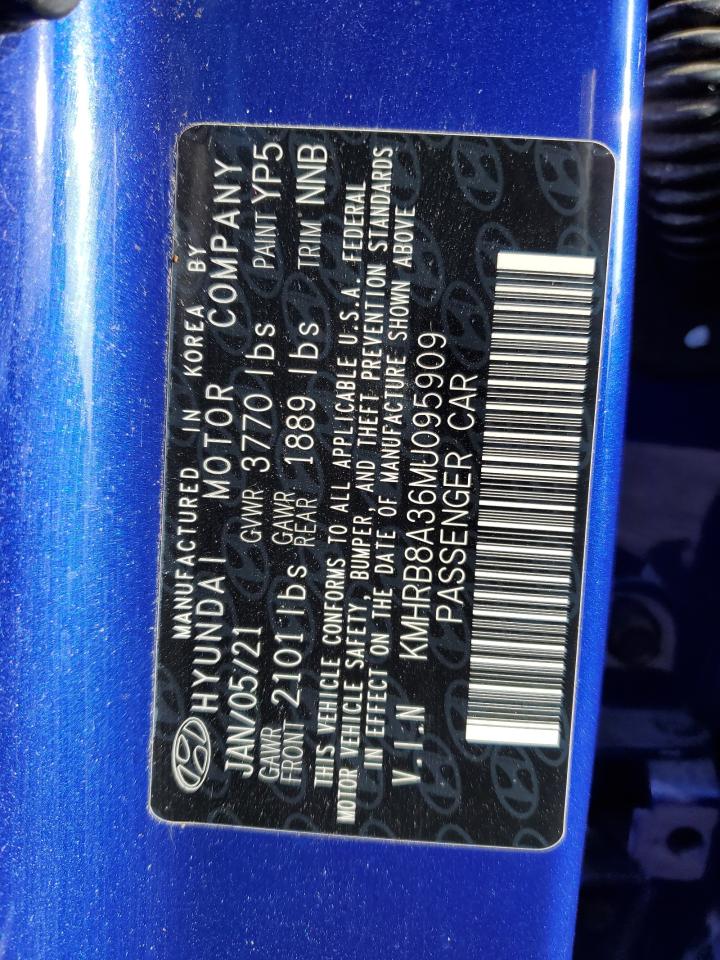 MANUFACTURED IN KOREA BY
HYUNDAI MOTOR COMPANY
JAN/05/21 GVWR 3770 lbs PAINT YP5
GAWR FRONT 2101 lbs GAWR REAR 1889 lbs TRIM NNB
THIS VEHICLE CONFORMS TO ALL APPLICABLE U.S.A. FEDERAL
MOTOR VEHICLE SAFETY, BUMPER, AND THEFT PREVENTION STANDARDS
IN EFFECT ON THE DATE OF MANUFACTURE SHOWN ABOVE
V.I.N KMHRB8A36MU095909
PASSENGER CAR